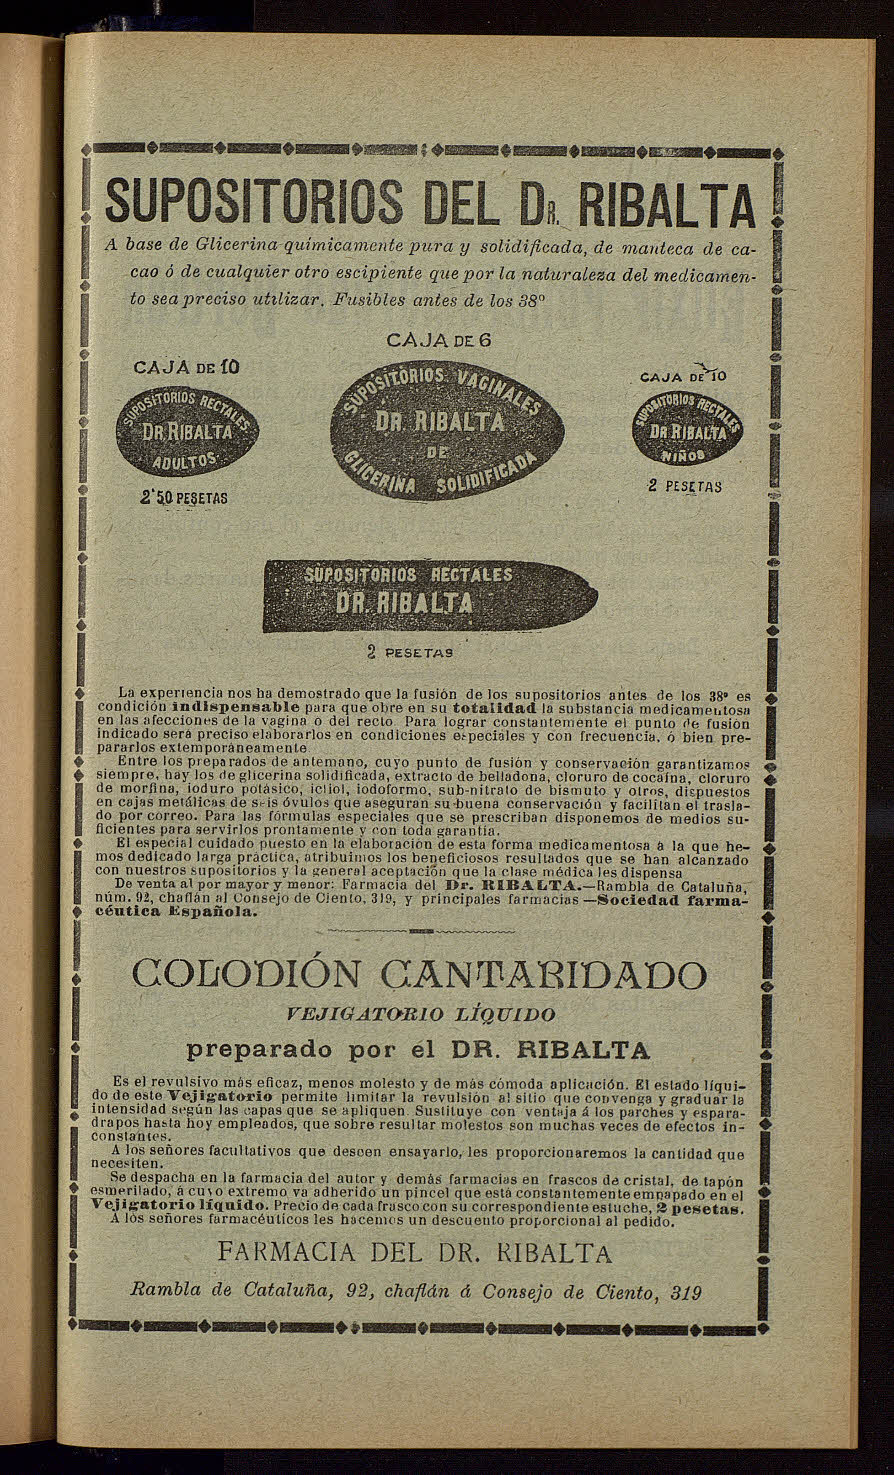 SUPOSITORIOS DEL DR. RIBALTA
A base de Glicerina químicamente pura y solidificada, de manteca de ca-
cao ó de cualquier otro escipiente que por la naturaleza del medicamen-
to sea preciso utilizar. Fusibles antes de los 38º
CAJA DE 10
SUPOSITORIOS RECTALES
DR. RIBALTA
ADULTOS
2'50 PESETAS
CAJA DE 6
SUPOSITORIOS VAGINALES
DR RIBALTA
DE
GLICERINA SOLIDIFICADA
CAJA DE 10
SUPOSITORIOS RECTALES
DR RIBALTA
NIÑOS
2 PESETAS
SUPOSITORIOS RECTALES
DR. RIBALTA
2 PESETAS
La experiencia nos ha demostrado que la fusión de los supositorios antes de los 38º es
condición indispensable para que obre en su totalidad la substancia medicamentosa
en las afecciones de la vagina o del recto. Para lograr constantemente el punto de fusión
indicado será preciso elaborarlos en condiciones especiales y con frecuencia, ó bien pre-
pararlos extemporáneamente.
Entre los preparados de antemano, cuyo punto de fusión y conservación garantizamos
siempre, hay los de glicerina solidificada, extracto de belladona, cloruro de cocaína, cloruro
de morfina, ioduro potásico, ictiol, iodoformo, sub-nitrato de bismuto y otros, dispuestos
en cajas metálicas de seis óvulos que aseguran su buena conservación y facilitan el trasla-
do por correo. Para las fórmulas especiales que se prescriban disponemos de medios su-
ficientes para servirlos prontamente y con toda garantía.
El especial cuidado puesto en la elaboración de esta forma medicamentosa á la que he-
mos dedicado larga práctica, atribuimos los beneficiosos resultados que se han alcanzado
con nuestros supositorios y la general aceptación que la clase médica les dispensa
De venta al por mayor y menor: Farmacia del Dr. RIBALTA.—Rambla de Cataluña,
núm. 92, chaflán al Consejo de Ciento, 319, y principales farmacias —Sociedad farma-
céutica Española.
COLODIÓN CANTARIDADO
VEJIGATORIO LÍQUIDO
preparado por el DR. RIBALTA
Es el revulsivo más eficaz, menos molesto y de más cómoda aplicación. El estado líqui-
do de este Vejigatorio permite limitar la revulsión al sitio que convenga y graduar la
intensidad según las capas que se apliquen. Sustituye con ventaja á los parches y espara-
drapos hasta hoy empleados, que sobre resultar molestos son muchas veces de efectos in-
constantes.
A los señores facultativos que deseen ensayarlo, les proporcionaremos la cantidad que
necesiten.
Se despacha en la farmacia del autor y demás farmacias en frascos de cristal, de tapón
esmerilado, á cuyo extremo va adherido un pincel que está constantemente empapado en el
Vejigatorio líquido. Precio de cada frasco con su correspondiente estuche, 2 pesetas.
A los señores farmacéuticos les hacemos un descuento proporcional al pedido.
FARMACIA DEL DR. RIBALTA
Rambla de Cataluña, 92, chaflán á Consejo de Ciento, 319